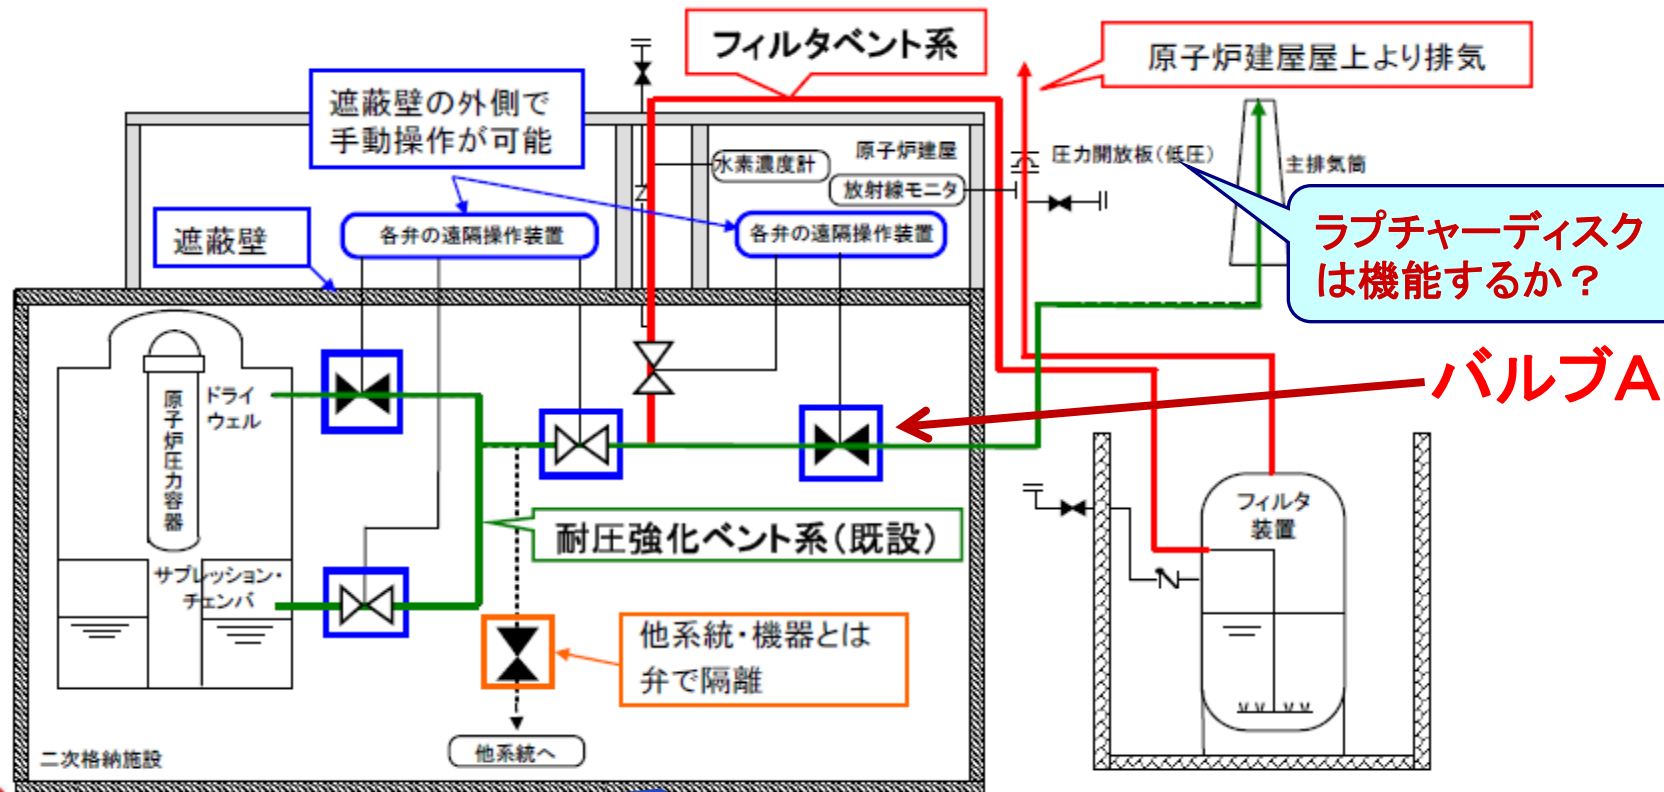 フィルタベント系
原子炉建屋屋上より排気
遮蔽壁の外側で
手動操作が可能
水素濃度計
原子炉建屋
放射線モニタ
圧力開放板(低圧)
主排気筒
遮蔽壁
各弁の遠隔操作装置
各弁の遠隔操作装置
ラプチャーディスク
は機能するか?
バルブA
原子炉圧力容器
ドライ
ウェル
耐圧強化ベント系(既設)
フィルタ
装置
サプレッション・
チェンバ
他系統・機器とは
弁で隔離
他系統へ
二次格納施設